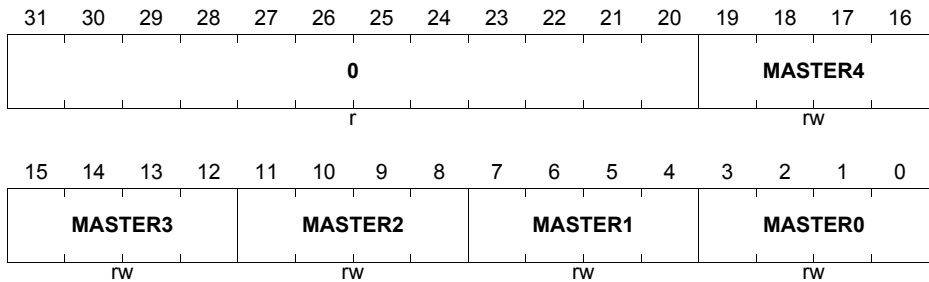 31 30 29 28 27 26 25 24 23 22 21 20 19 18 17 16
0 MASTER4
r rw
15 14 13 12 11 10 9 8 7 6 5 4 3 2 1 0
MASTER3 MASTER2 MASTER1 MASTER0
rw rw rw rw